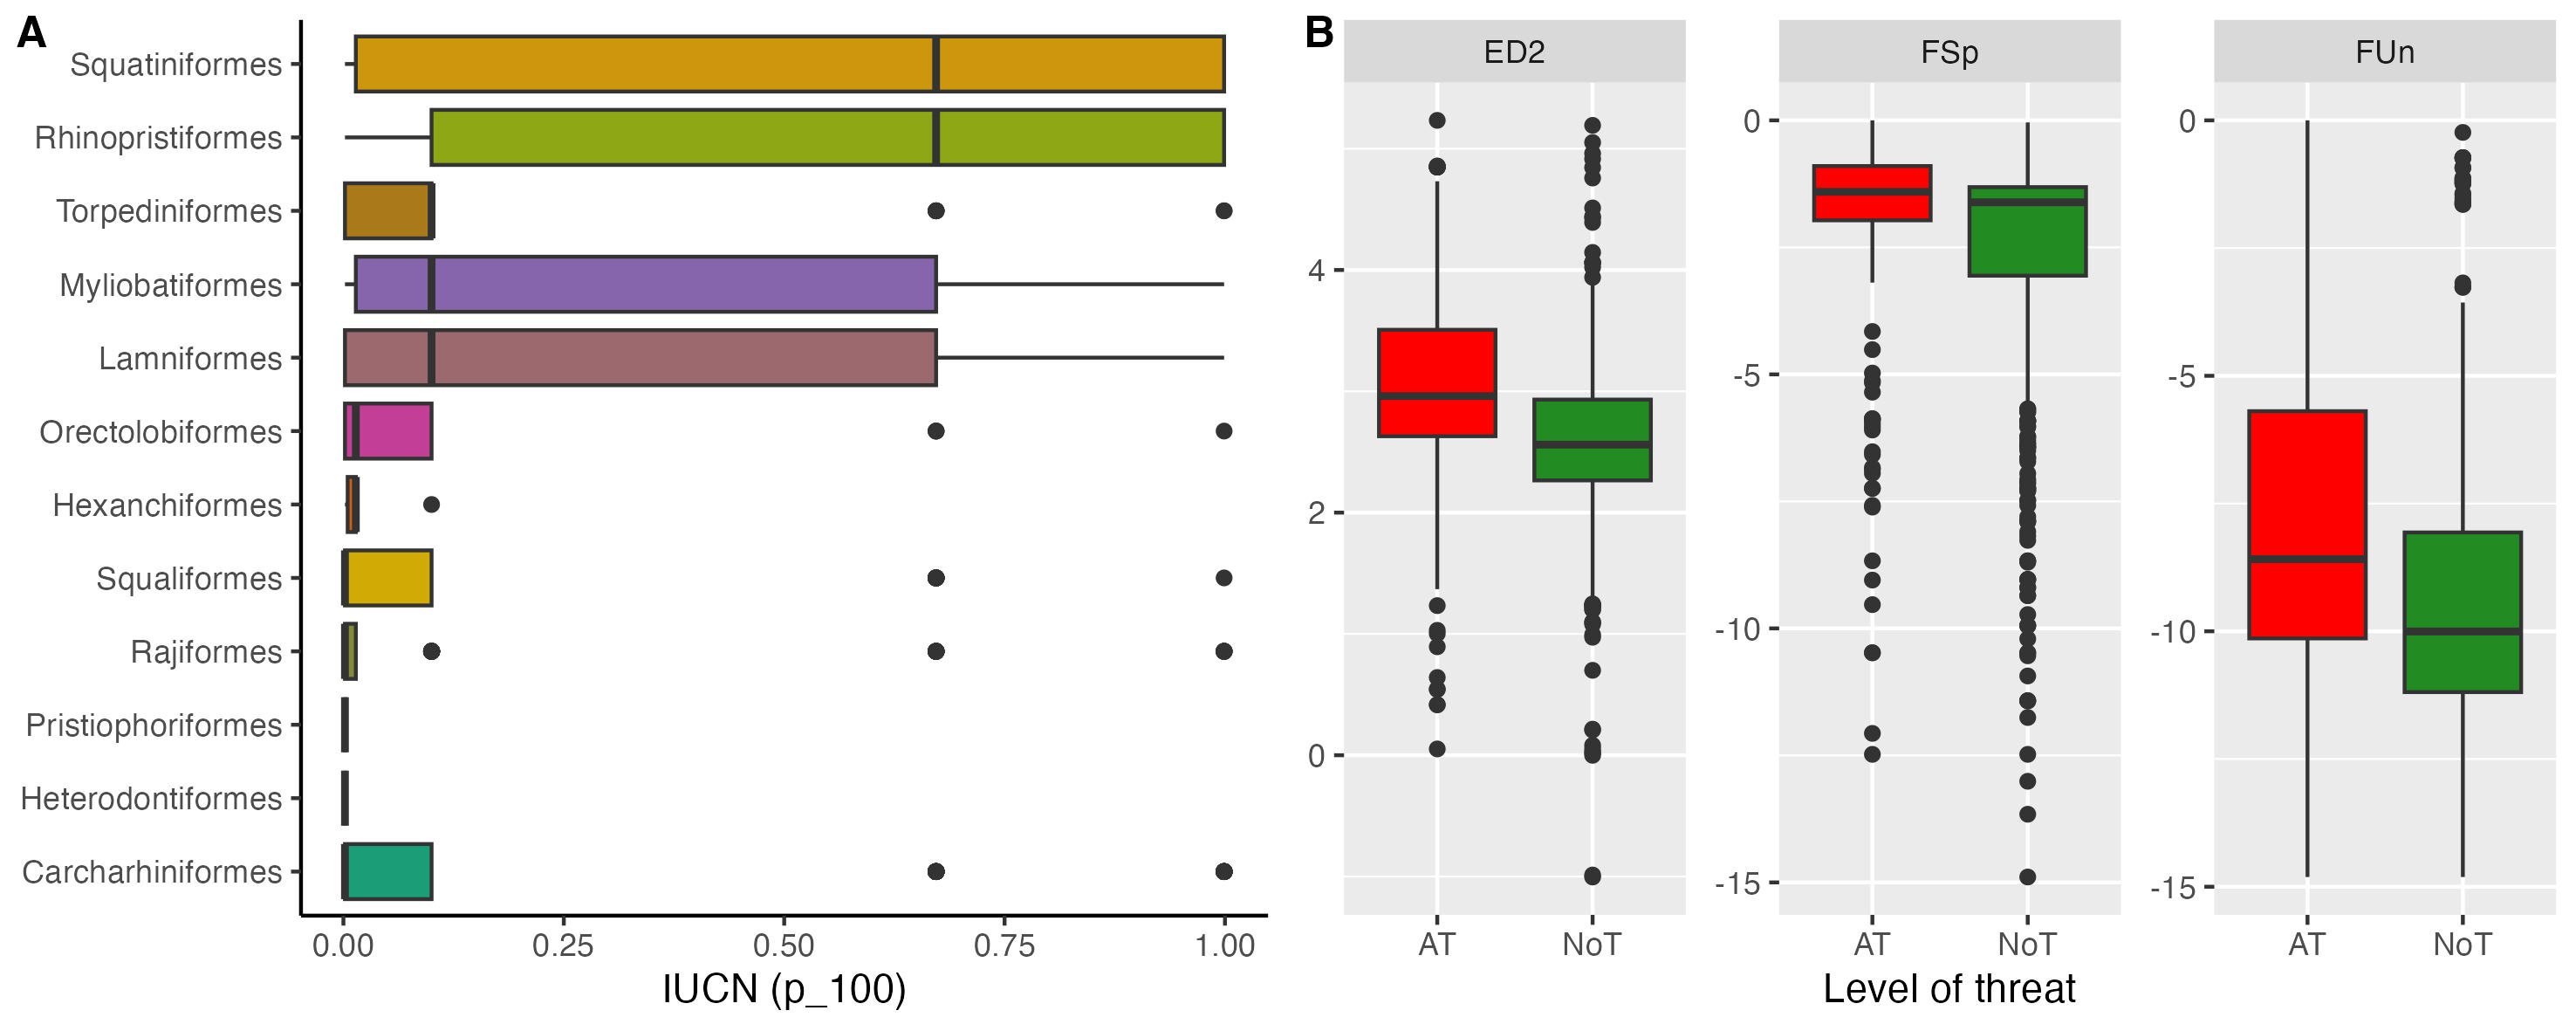 A
Squatiniformes
Rhinopristiformes
Torpediniformes
Myliobatiformes
Lamniformes
Orectolobiformes
Hexanchiformes
Squaliformes
Rajiformes
Pristiophoriformes
Heterodontiformes
Carcharhiniformes
0.00 0.25 0.50 0.75 1.00
IUCN (p_100)
B
ED2 FSp FUn
4
2
0
0
-5
-10
-15
0
-5
-10
-15
AT NoT AT NoT AT NoT
Level of threat